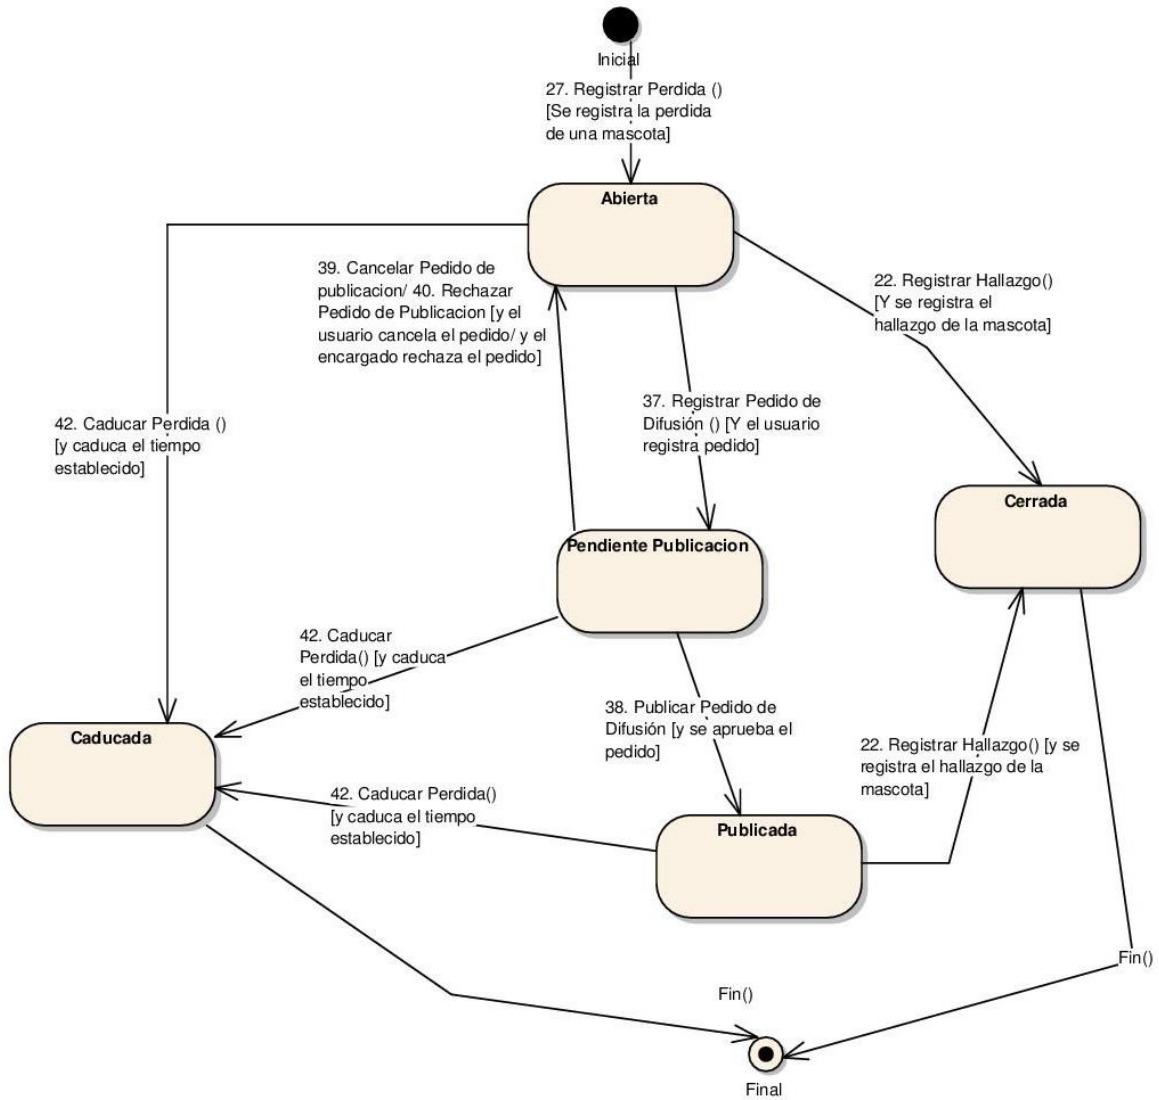 Inicial
27. Registrar Perdida ()
[Se registra la perdida
de una mascota]
Abierta
39. Cancelar Pedido de
publicacion/ 40. Rechazar
Pedido de Publicacion [y el
usuario cancela el pedido/ y el
encargado rechaza el pedido]
22. Registrar Hallazgo()
[Y se registra el
hallazgo de la mascota]
37. Registrar Pedido de
Difusión () [Y el usuario
registra pedido]
42. Caducar Perdida ()
[y caduca el tiempo
establecido]
Cerrada
Pendiente Publicacion
42. Caducar
Perdida() [y caduca
el tiempo
establecido]
38. Publicar Pedido de
Difusión [y se aprueba el
pedido]
Caducada
22. Registrar Hallazgo() [y se
registra el hallazgo de la
mascota]
42. Caducar Perdida()
[y caduca el tiempo
establecido]
Publicada
Fin()
Fin()
Final